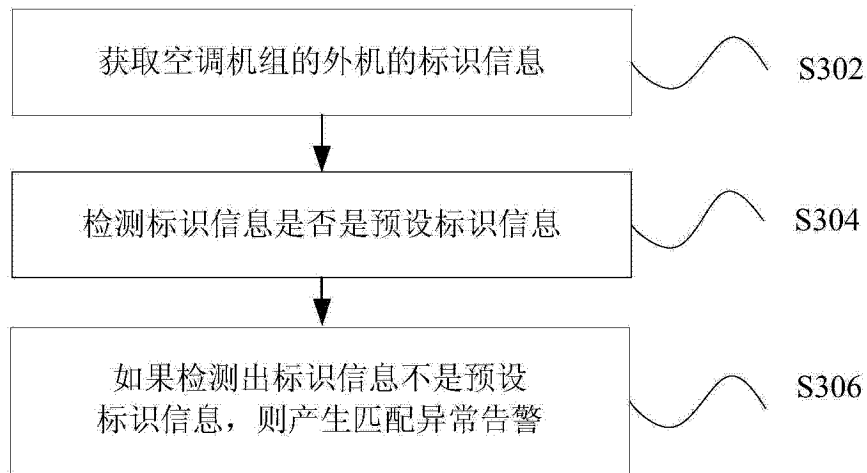 获取空调机组的外机的标识信息
S302
检测标识信息是否是预设标识信息
S304
如果检测出标识信息不是预设
标识信息，则产生匹配异常告警
S306